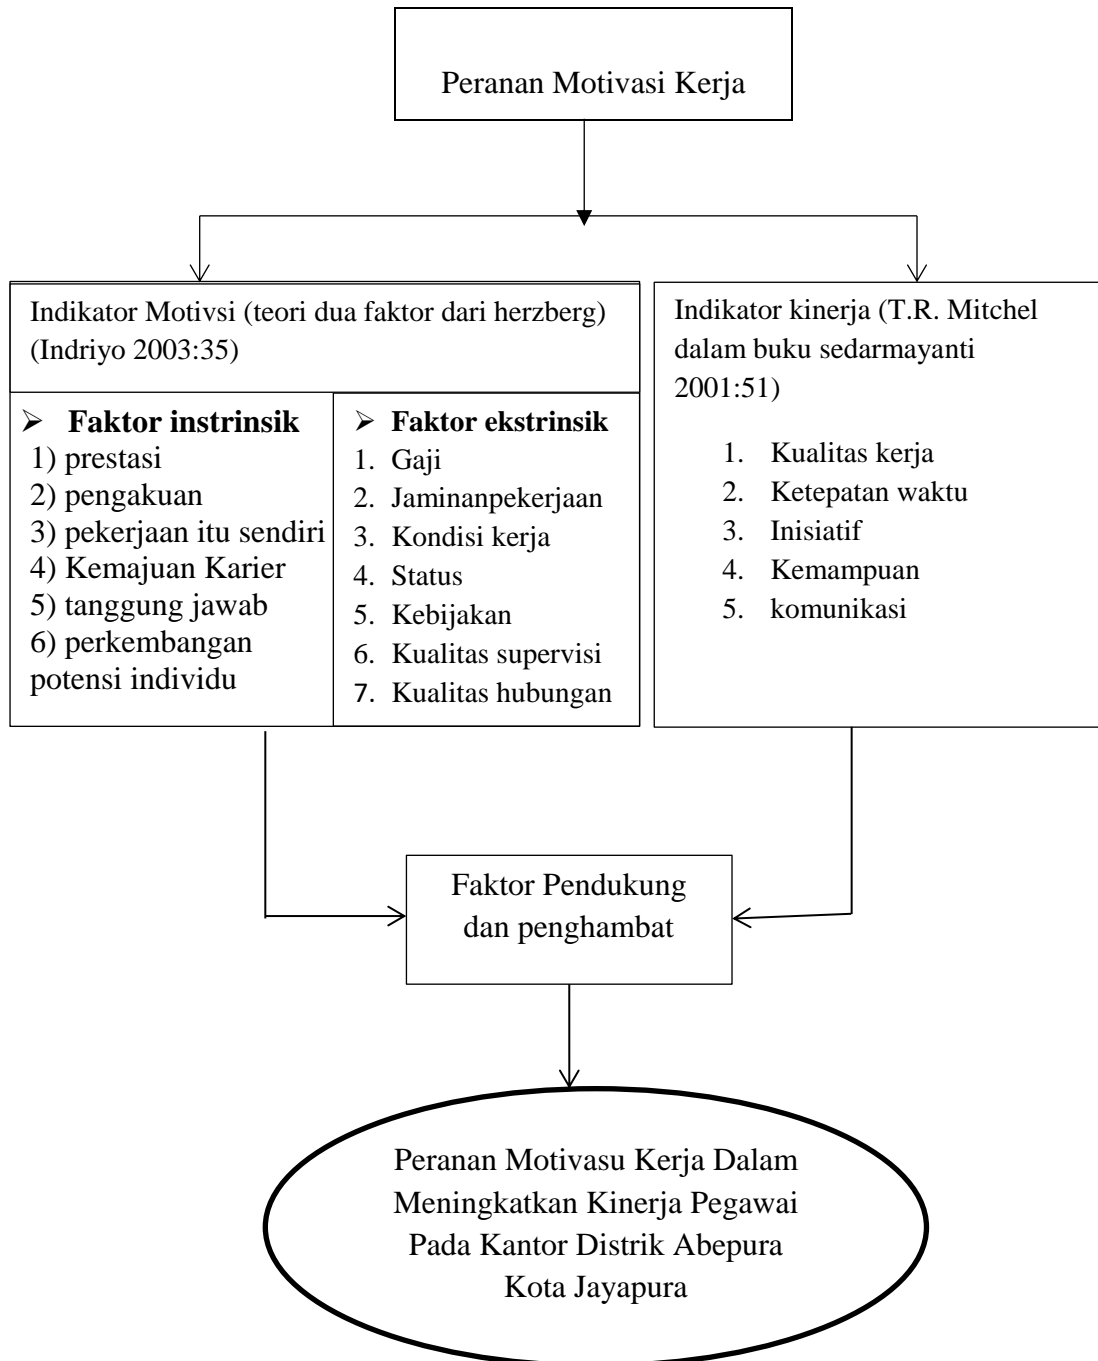 Peranan Motivasi Kerja
Indikator Motivsi (teori dua faktor dari herzberg)
(Indriyo 2003:35)
➢ Faktor instrinsik
1) prestasi
2) pengakuan
3) pekerjaan itu sendiri
4) Kemajuan Karier
5) tanggung jawab
6) perkembangan
potensi individu
➢ Faktor ekstrinsik
1. Gaji
2. Jaminanpekerjaan
3. Kondisi kerja
4. Status
5. Kebijakan
6. Kualitas supervisi
7. Kualitas hubungan
Indikator kinerja (T.R. Mitchel
dalam buku sedarmayanti
2001:51)
1. Kualitas kerja
2. Ketepatan waktu
3. Inisiatif
4. Kemampuan
5. komunikasi
Faktor Pendukung
dan penghambat
Peranan Motivasu Kerja Dalam
Meningkatkan Kinerja Pegawai
Pada Kantor Distrik Abepura
Kota Jayapura